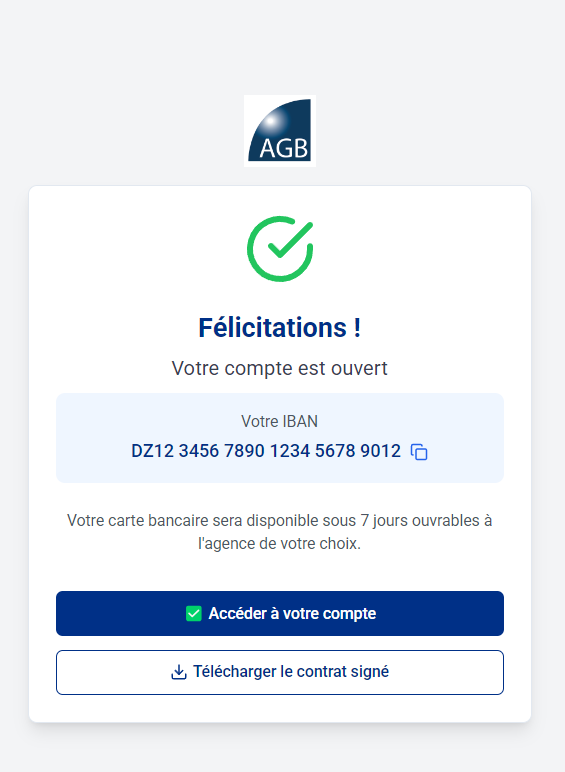 AGB
Félicitations !
Votre compte est ouvert
Votre IBAN
DZ12 3456 7890 1234 5678 9012
Votre carte bancaire sera disponible sous 7 jours ouvrables à
l'agence de votre choix.
Accéder à votre compte
Télécharger le contrat signé